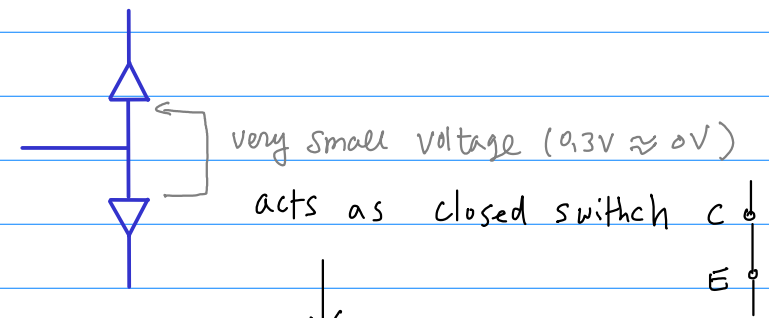 very small voltage (0,3V ≈ 0V)
acts as closed swithch C
E